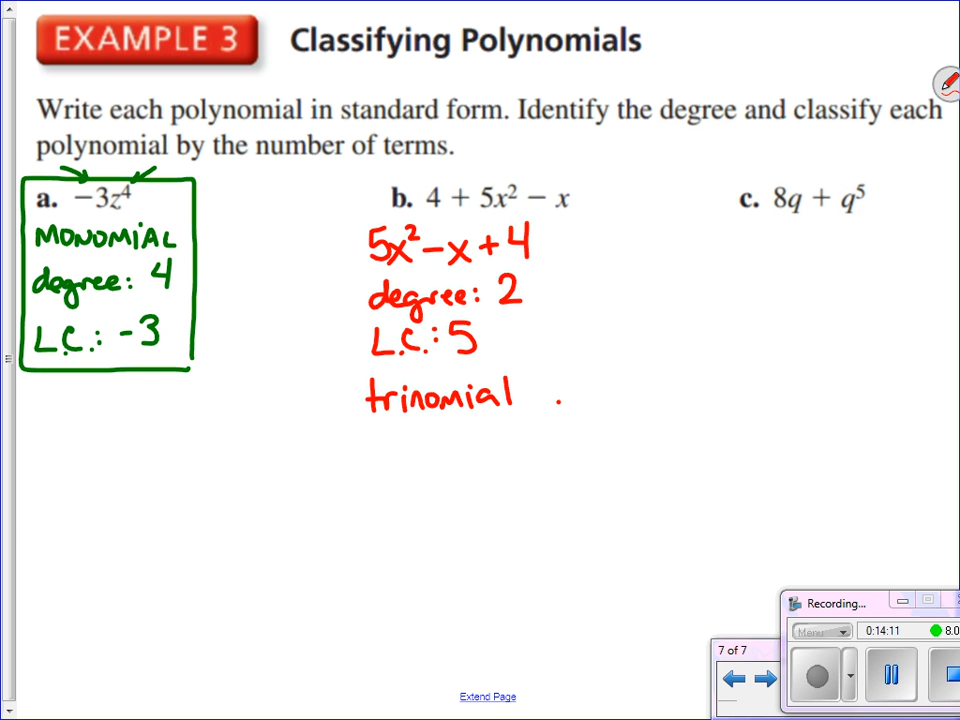 EXAMPLE 3 Classifying Polynomials
Write each polynomial in standard form. Identify the degree and classify each
polynomial by the number of terms.
a. −3z⁴
MONOMIAL
degree: 4
L.C.: -3
b. 4 + 5x² − x
5x² - x + 4
degree: 2
L.C.: 5
trinomial
c. 8q + q⁵
Recording...
Menu
0:14:11
8.0
7 of 7
Extend Page